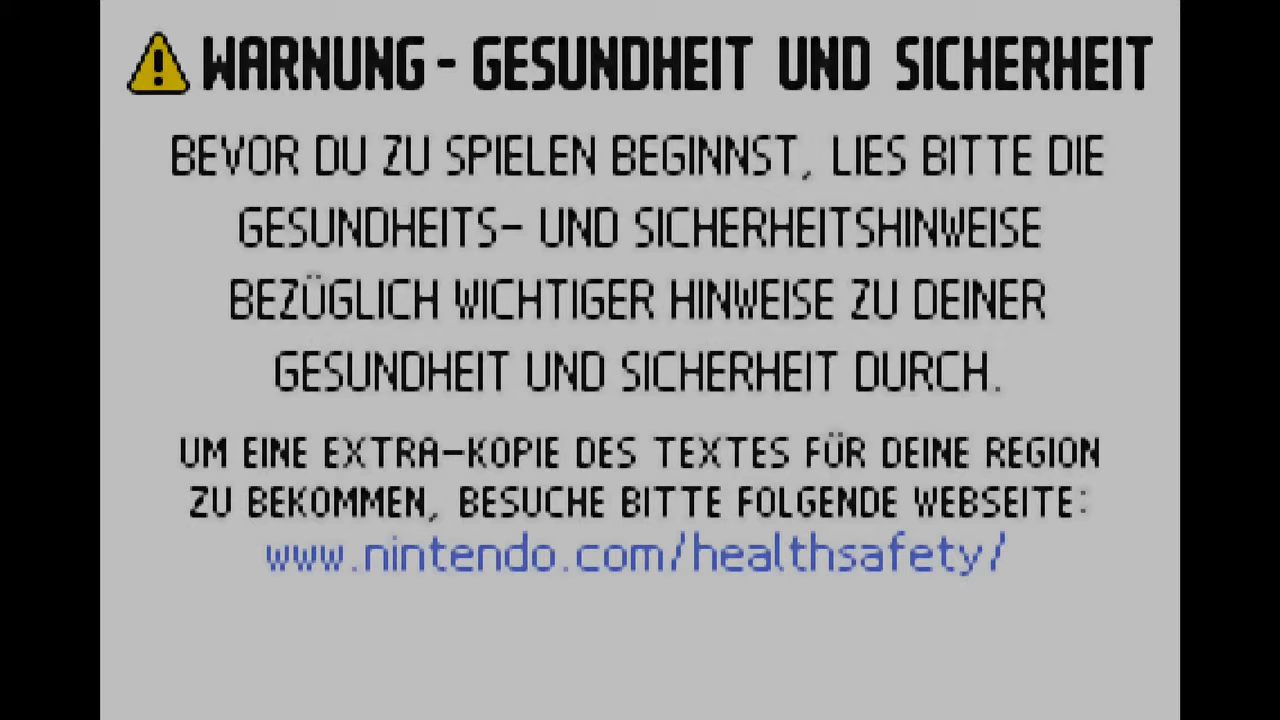 WARNUNG - GESUNDHEIT UND SICHERHEIT
BEVOR DU ZU SPIELEN BEGINNST, LIES BITTE DIE
GESUNDHEITS- UND SICHERHEITSHINWEISE
BEZÜGLICH WICHTIGER HINWEISE ZU DEINER
GESUNDHEIT UND SICHERHEIT DURCH.
UM EINE EXTRA-KOPIE DES TEXTES FÜR DEINE REGION
ZU BEKOMMEN, BESUCHE BITTE FOLGENDE WEBSEITE:
www.nintendo.com/healthsafety/